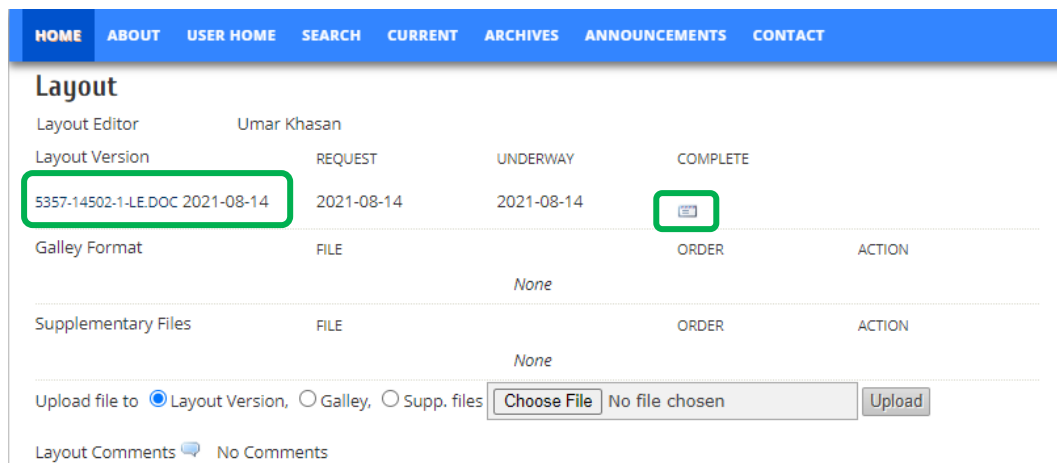 HOME ABOUT USER HOME SEARCH CURRENT ARCHIVES ANNOUNCEMENTS CONTACT
Layout
Layout Editor Umar Khasan
Layout Version REQUEST UNDERWAY COMPLETE
5357-14502-1-LE.DOC 2021-08-14 2021-08-14 2021-08-14
Galley Format FILE ORDER ACTION
None
Supplementary Files FILE ORDER ACTION
None
Upload file to Layout Version, Galley, Supp. files Choose File No file chosen Upload
Layout Comments No Comments